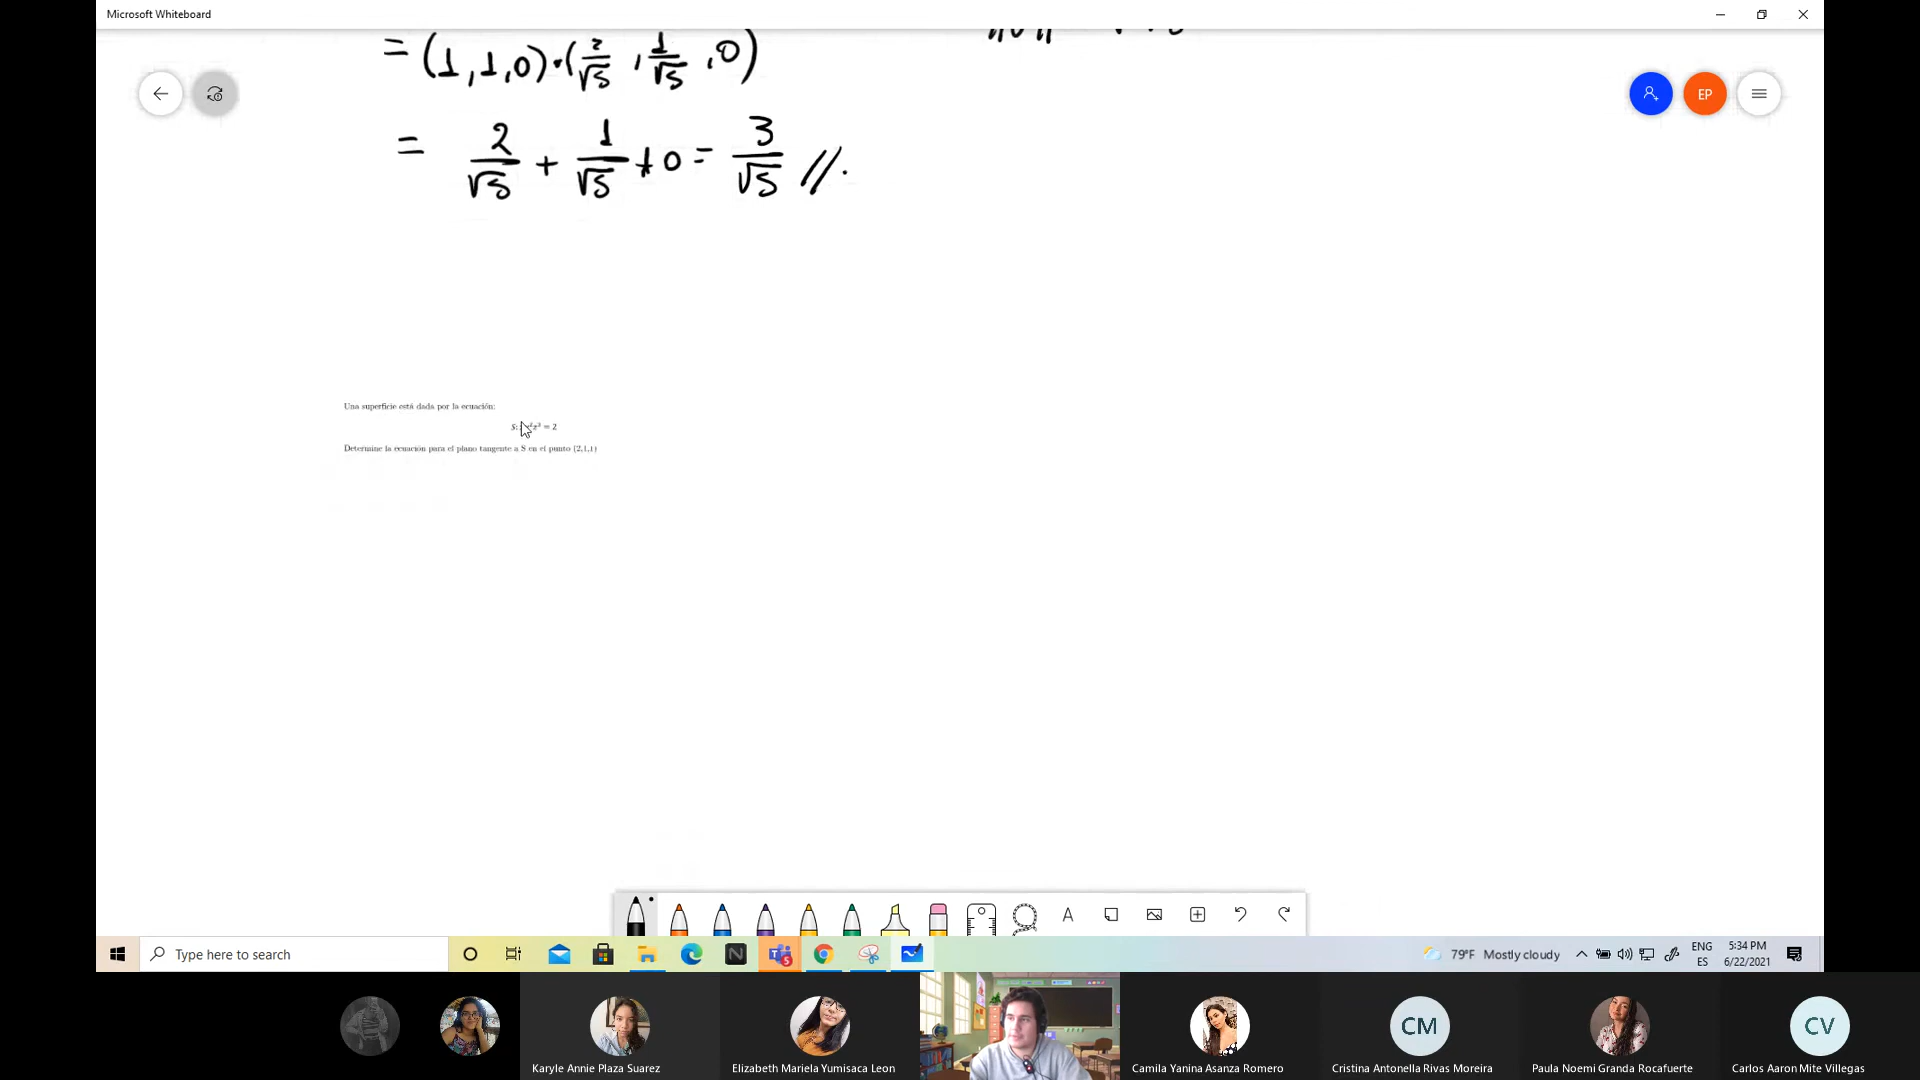 Microsoft Whiteboard
= (1,1,0)·(2/√5, 1/√5, 0)
EP
= 2/√5 + 1/√5 + 0 = 3/√5 //.
Una superficie está dada por la ecuación:
S: z³ = 2
Determine la ecuación para el plano tangente a S en el punto (2,1,1)
A
Type here to search
79°F Mostly cloudy
ENG
ES
5:34 PM
6/22/2021
CM
CV
Karyle Annie Plaza Suarez
Elizabeth Mariela Yumisaca Leon
Camila Yanina Asanza Romero
Cristina Antonella Rivas Moreira
Paula Noemi Granda Rocafuerte
Carlos Aaron Mite Villegas